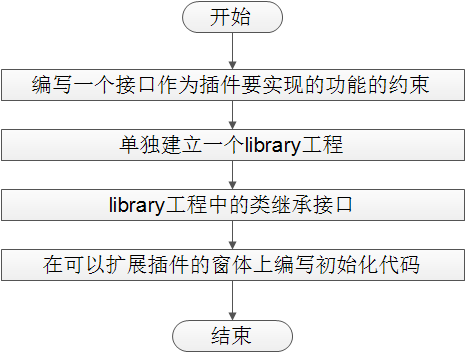 开始
编写一个接口作为插件要实现的功能的约束
单独建立一个library工程
library工程中的类继承接口
在可以扩展插件的窗体上编写初始化代码
结束